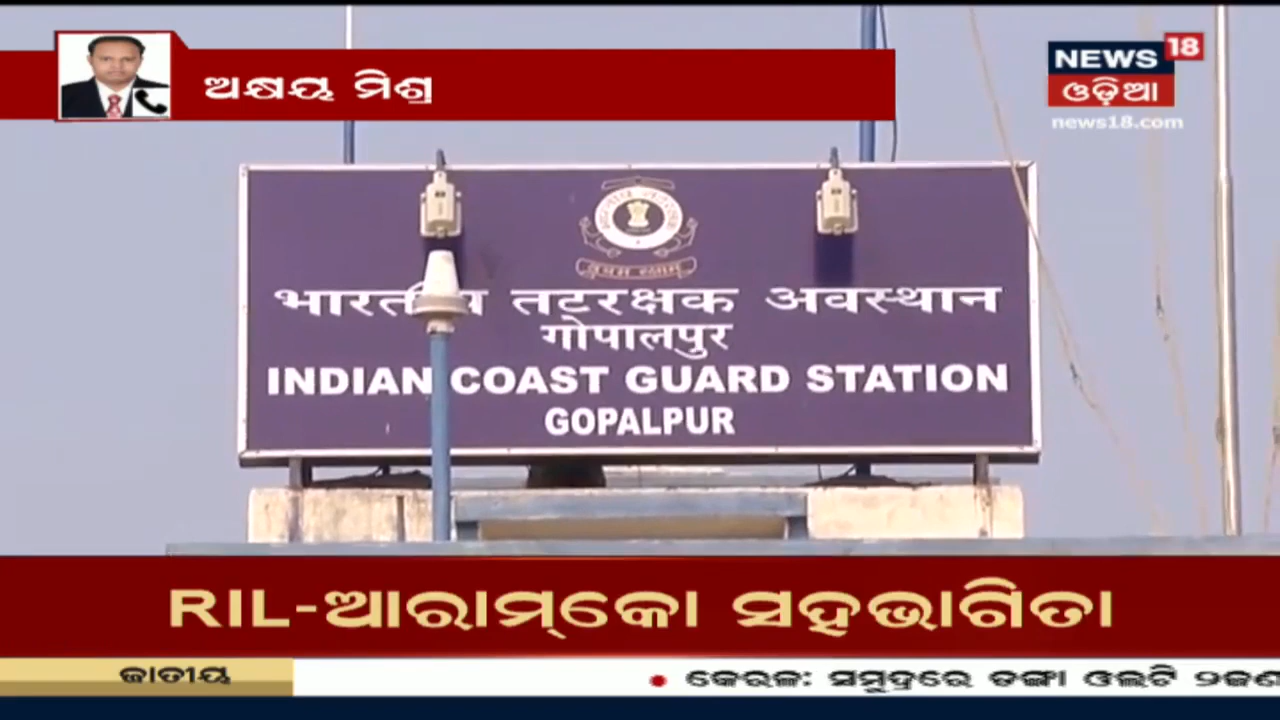 ଅକ୍ଷୟ ମିଶ୍ର
NEWS 18
ଓଡ଼ିଆ
news18.com
भारतीय तटरक्षक अवस्थान
गोपालपुर
INDIAN COAST GUARD STATION
GOPALPUR
RIL-ଆରାମ୍‌କୋ ସହଭାଗିତା
ଜାତୀୟ
• କେରଳ: ସମୁଦ୍ରରେ ଡଙ୍ଗା ଓଲଟି ୨ଜଣ